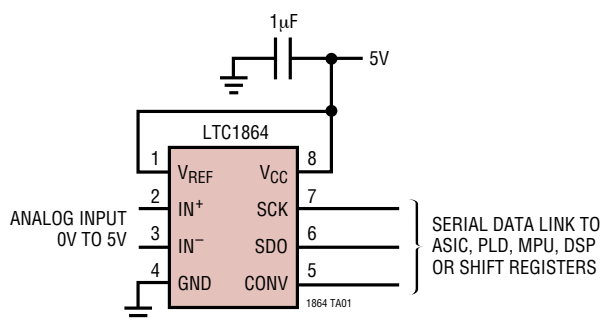 1µF
5V
LTC1864
1
VREF
VCC
8
2
IN+
SCK
7
ANALOG INPUT
0V TO 5V
3
IN−
SDO
6
4
GND
CONV
5
SERIAL DATA LINK TO
ASIC, PLD, MPU, DSP
OR SHIFT REGISTERS
1864 TA01